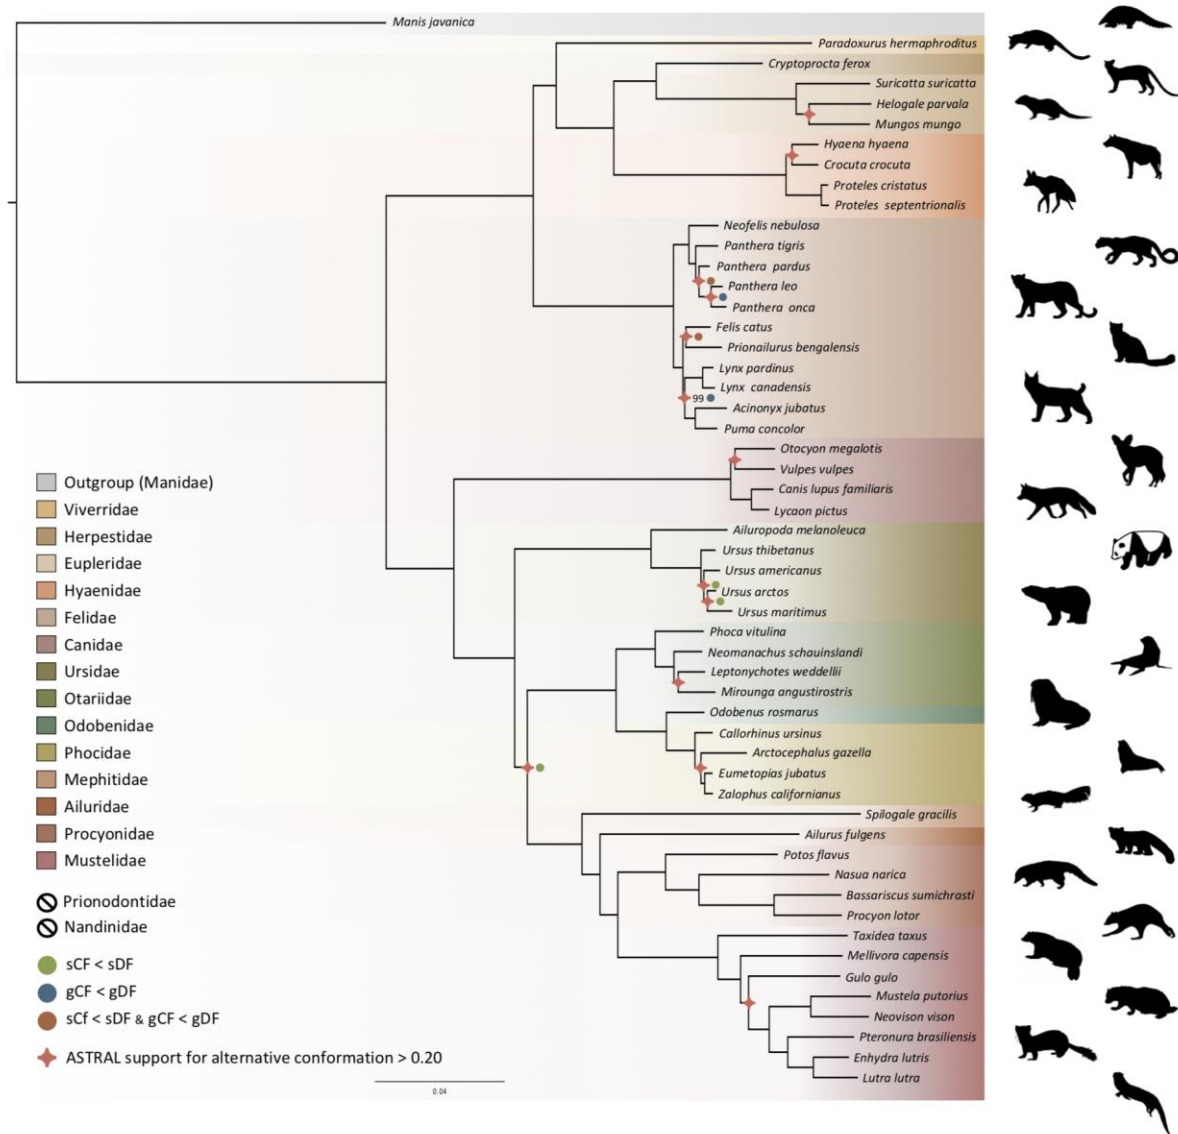 Manis javanica
Paradoxurus hermaphroditus
Cryptoprocta ferox
Suricatta suricatta
Helogale parvala
Mungos mungo
Hyaena hyaena
Crocuta crocuta
Proteles cristatus
Proteles septentrionalis
Neofelis nebulosa
Panthera tigris
Panthera pardus
Panthera leo
Panthera onca
Felis catus
Prionailurus bengalensis
Lynx pardinus
Lynx canadensis
99
Acinonyx jubatus
Puma concolor
Otocyon megalotis
Vulpes vulpes
Canis lupus familiaris
Lycaon pictus
Ailuropoda melanoleuca
Ursus thibetanus
Ursus americanus
Ursus arctos
Ursus maritimus
Phoca vitulina
Neomanachus schauinslandi
Leptonychotes weddellii
Mirounga angustirostris
Odobenus rosmarus
Callorhinus ursinus
Arctocephalus gazella
Eumetopias jubatus
Zalophus californianus
Spilogale gracilis
Ailurus fulgens
Potos flavus
Nasua narica
Bassariscus sumichrasti
Procyon lotor
Taxidea taxus
Mellivora capensis
Gulo gulo
Mustela putorius
Neovison vison
Pteronura brasiliensis
Enhydra lutris
Lutra lutra
Outgroup (Manidae)
Viverridae
Herpestidae
Eupleridae
Hyaenidae
Felidae
Canidae
Ursidae
Otariidae
Odobenidae
Phocidae
Mephitidae
Ailuridae
Procyonidae
Mustelidae
Prionodontidae
Nandinidae
sCF < sDF
gCF < gDF
sCf < sDF & gCF < gDF
ASTRAL support for alternative conformation > 0.20
0.04